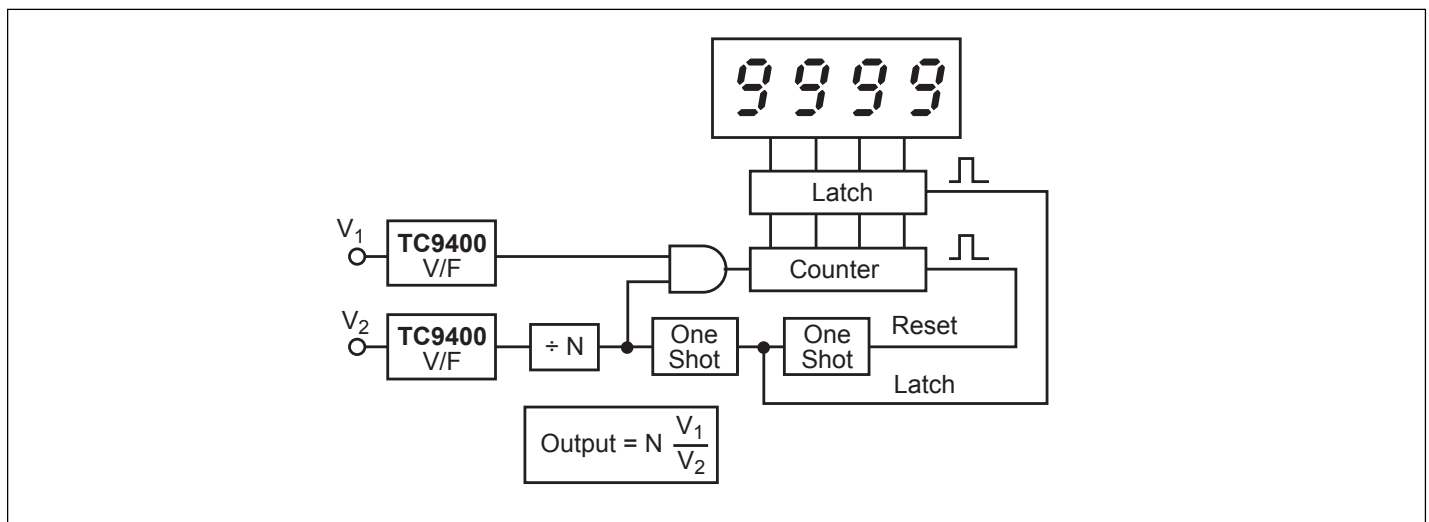 9999
Latch
V1
TC9400
V/F
Counter
V2
TC9400
V/F
÷ N
One
Shot
One
Shot
Reset
Latch
Output = N V1
V2